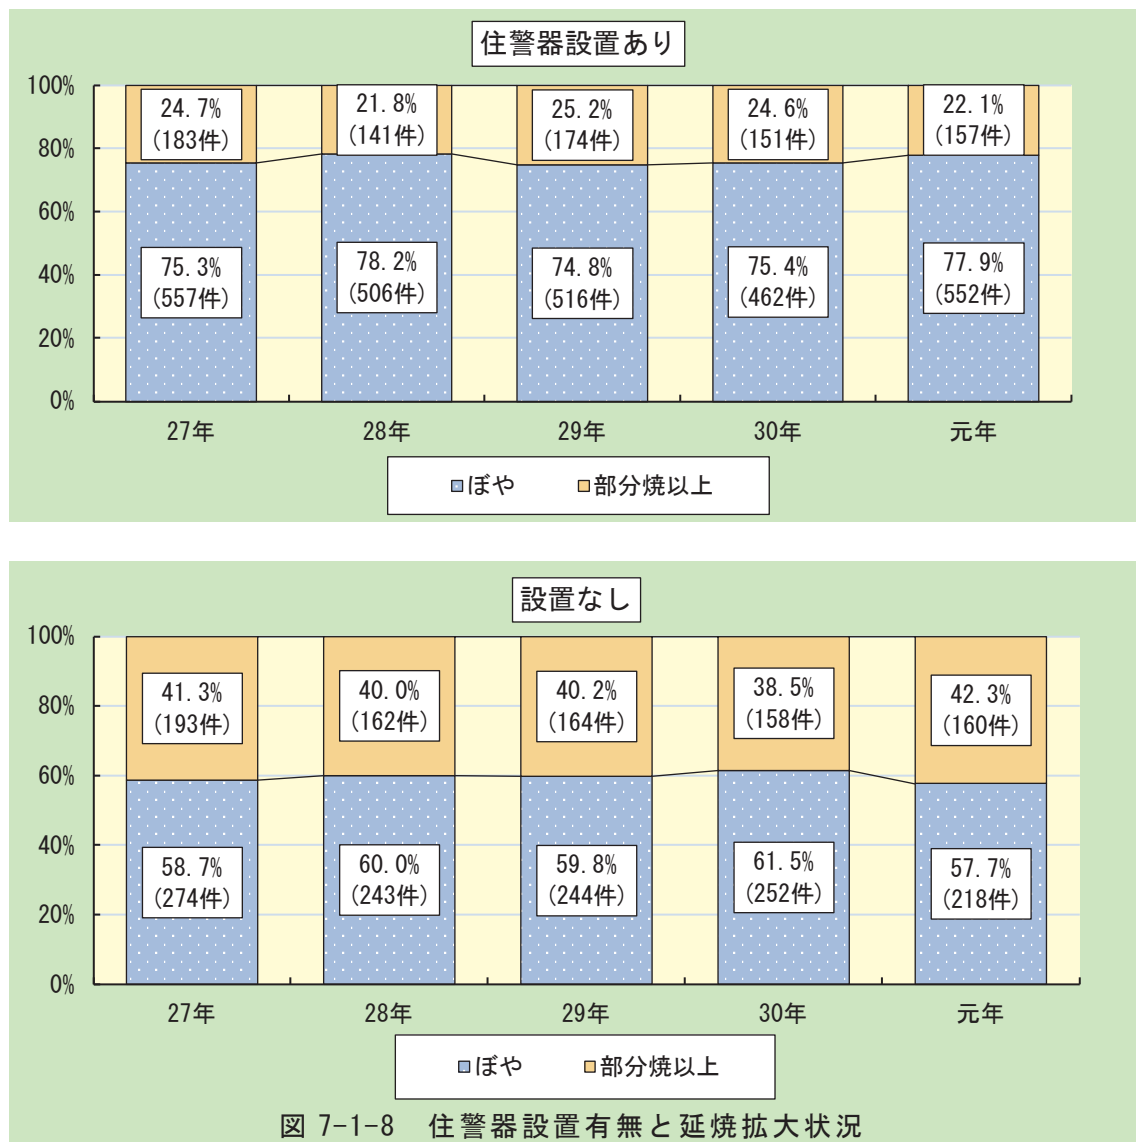 住警器設置あり
100%
80%
60%
40%
20%
0%
24.7%
(183件)
21.8%
(141件)
25.2%
(174件)
24.6%
(151件)
22.1%
(157件)
75.3%
(557件)
78.2%
(506件)
74.8%
(516件)
75.4%
(462件)
77.9%
(552件)
27年 28年 29年 30年 元年
ぼや 部分焼以上
設置なし
100%
80%
60%
40%
20%
0%
41.3%
(193件)
40.0%
(162件)
40.2%
(164件)
38.5%
(158件)
42.3%
(160件)
58.7%
(274件)
60.0%
(243件)
59.8%
(244件)
61.5%
(252件)
57.7%
(218件)
27年 28年 29年 30年 元年
ぼや 部分焼以上
図 7-1-8 住警器設置有無と延焼拡大状況